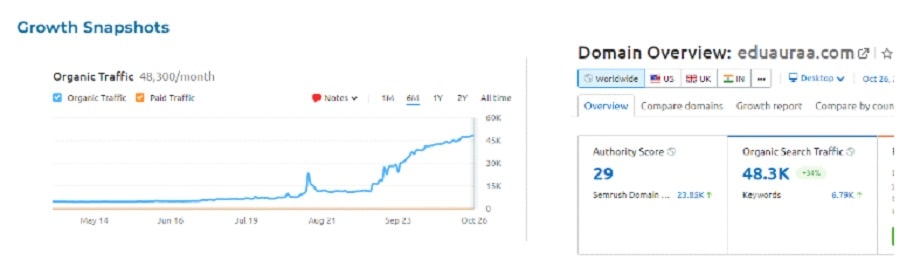 Growth Snapshots
Organic Traffic 48,300/month
Organic Traffic Paid Traffic
Notes 1M 6M 1Y 2Y All time
60K
45K
30K
15K
0
May 14 Jun 16 Jul 19 Aug 21 Sep 23 Oct 26
Domain Overview: eduauraa.com
Worldwide US UK IN ... Desktop Oct 26,
Overview Compare domains Growth report Compare by coun
Authority Score
29
Semrush Domain ... 23.85K ↑
Organic Search Traffic
48.3K
Keywords 6.79K ↑